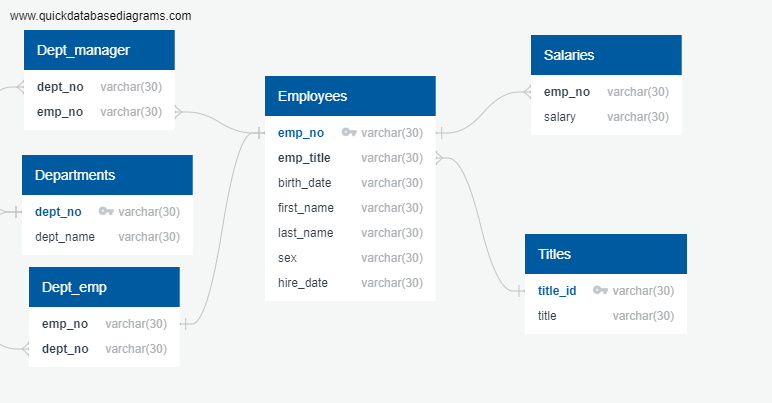 www.quickdatabasediagrams.com
Dept_manager
dept_no varchar(30)
emp_no varchar(30)
Departments
dept_no varchar(30)
dept_name varchar(30)
Dept_emp
emp_no varchar(30)
dept_no varchar(30)
Employees
emp_no varchar(30)
emp_title varchar(30)
birth_date varchar(30)
first_name varchar(30)
last_name varchar(30)
sex varchar(30)
hire_date varchar(30)
Salaries
emp_no varchar(30)
salary varchar(30)
Titles
title_id varchar(30)
title varchar(30)